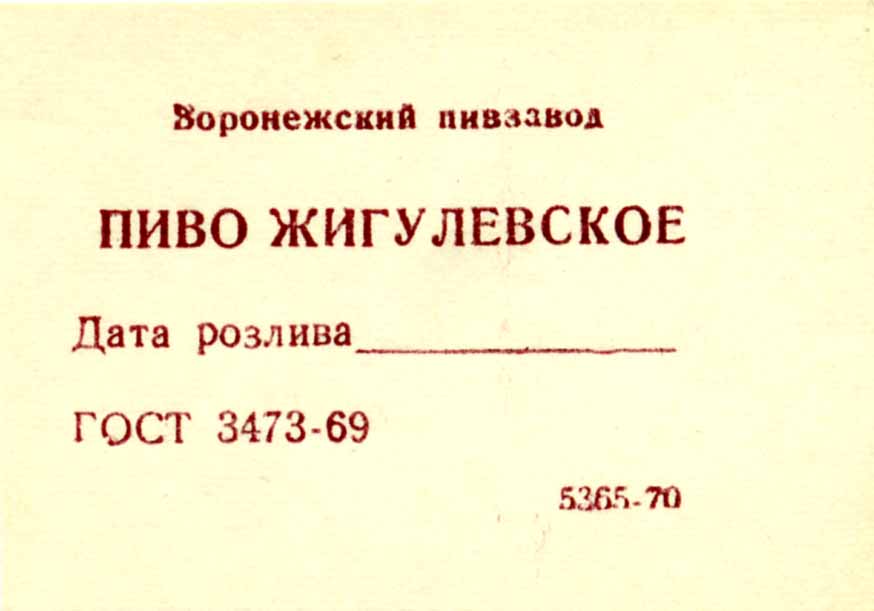 Воронежский пивзавод
ПИВО ЖИГУЛЕВСКОЕ
Дата розлива
ГОСТ 3473-69
5365-70